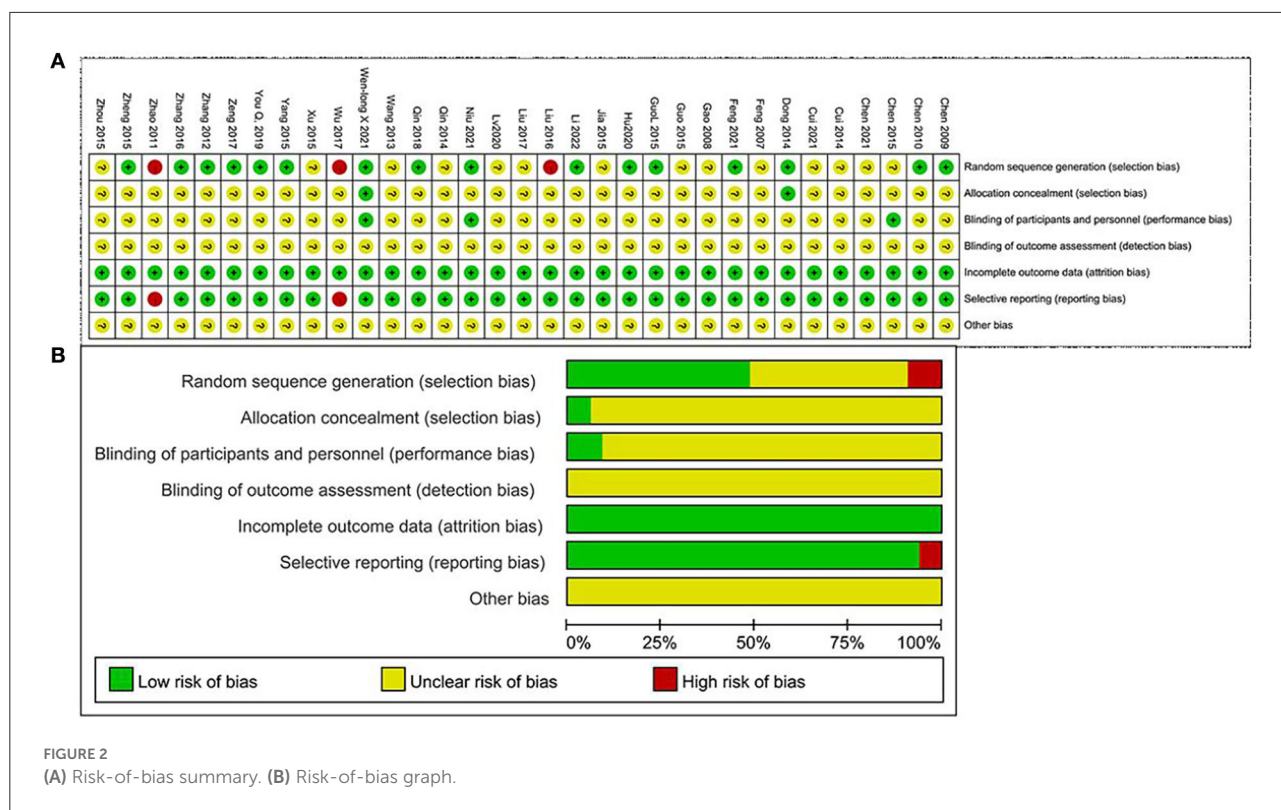 A
Zhou 2015
Zheng 2015
Zhao 2011
Zhang 2016
Zhang 2012
Zeng 2017
You Q. 2019
Yang 2015
Xu 2015
Wu 2017
Wen-long X 2021
Wang 2013
Qin 2018
Qin 2014
Niu 2021
Lv2020
Liu 2017
Liu 2016
Li 2022
Jia 2015
Hu2020
GuoL 2015
Guo 2015
Gao 2008
Feng 2021
Feng 2007
Dong 2014
Cui 2021
Cui 2014
Chen 2021
Chen 2015
Chen 2010
Chen 2009
? + - + + + + + ? - + ? + ? + ? ? - + ? + + ? ? + ? + ? ? ? ? + + Random sequence generation (selection bias)
? ? ? ? ? ? ? ? ? ? + ? ? ? ? ? ? ? ? ? ? ? ? ? ? ? + ? ? ? ? ? ? Allocation concealment (selection bias)
? ? ? ? ? ? ? ? ? ? + ? ? ? + ? ? ? ? ? ? ? ? ? ? ? ? ? ? ? + ? ? Blinding of participants and personnel (performance bias)
? ? ? ? ? ? ? ? ? ? ? ? ? ? ? ? ? ? ? ? ? ? ? ? ? ? ? ? ? ? ? ? ? Blinding of outcome assessment (detection bias)
+ + + + + + + + + + + + + + + + + + + + + + + + + + + + + + + + + Incomplete outcome data (attrition bias)
+ + - + + + + + + - + + + + + + + + + + + + + + + + + + + + + + + Selective reporting (reporting bias)
? ? ? ? ? ? ? ? ? ? ? ? ? ? ? ? ? ? ? ? ? ? ? ? ? ? ? ? ? ? ? ? ? Other bias
B
Random sequence generation (selection bias)
Allocation concealment (selection bias)
Blinding of participants and personnel (performance bias)
Blinding of outcome assessment (detection bias)
Incomplete outcome data (attrition bias)
Selective reporting (reporting bias)
Other bias
0% 25% 50% 75% 100%
Low risk of bias Unclear risk of bias High risk of bias
FIGURE 2
(A) Risk-of-bias summary. (B) Risk-of-bias graph.